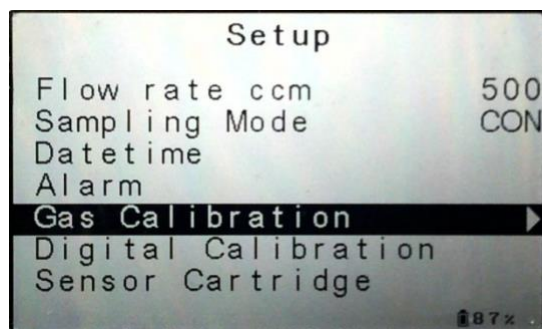 Setup
Flow rate ccm 500
Sampling Mode CON
Datetime
Alarm
Gas Calibration
Digital Calibration
Sensor Cartridge
87%